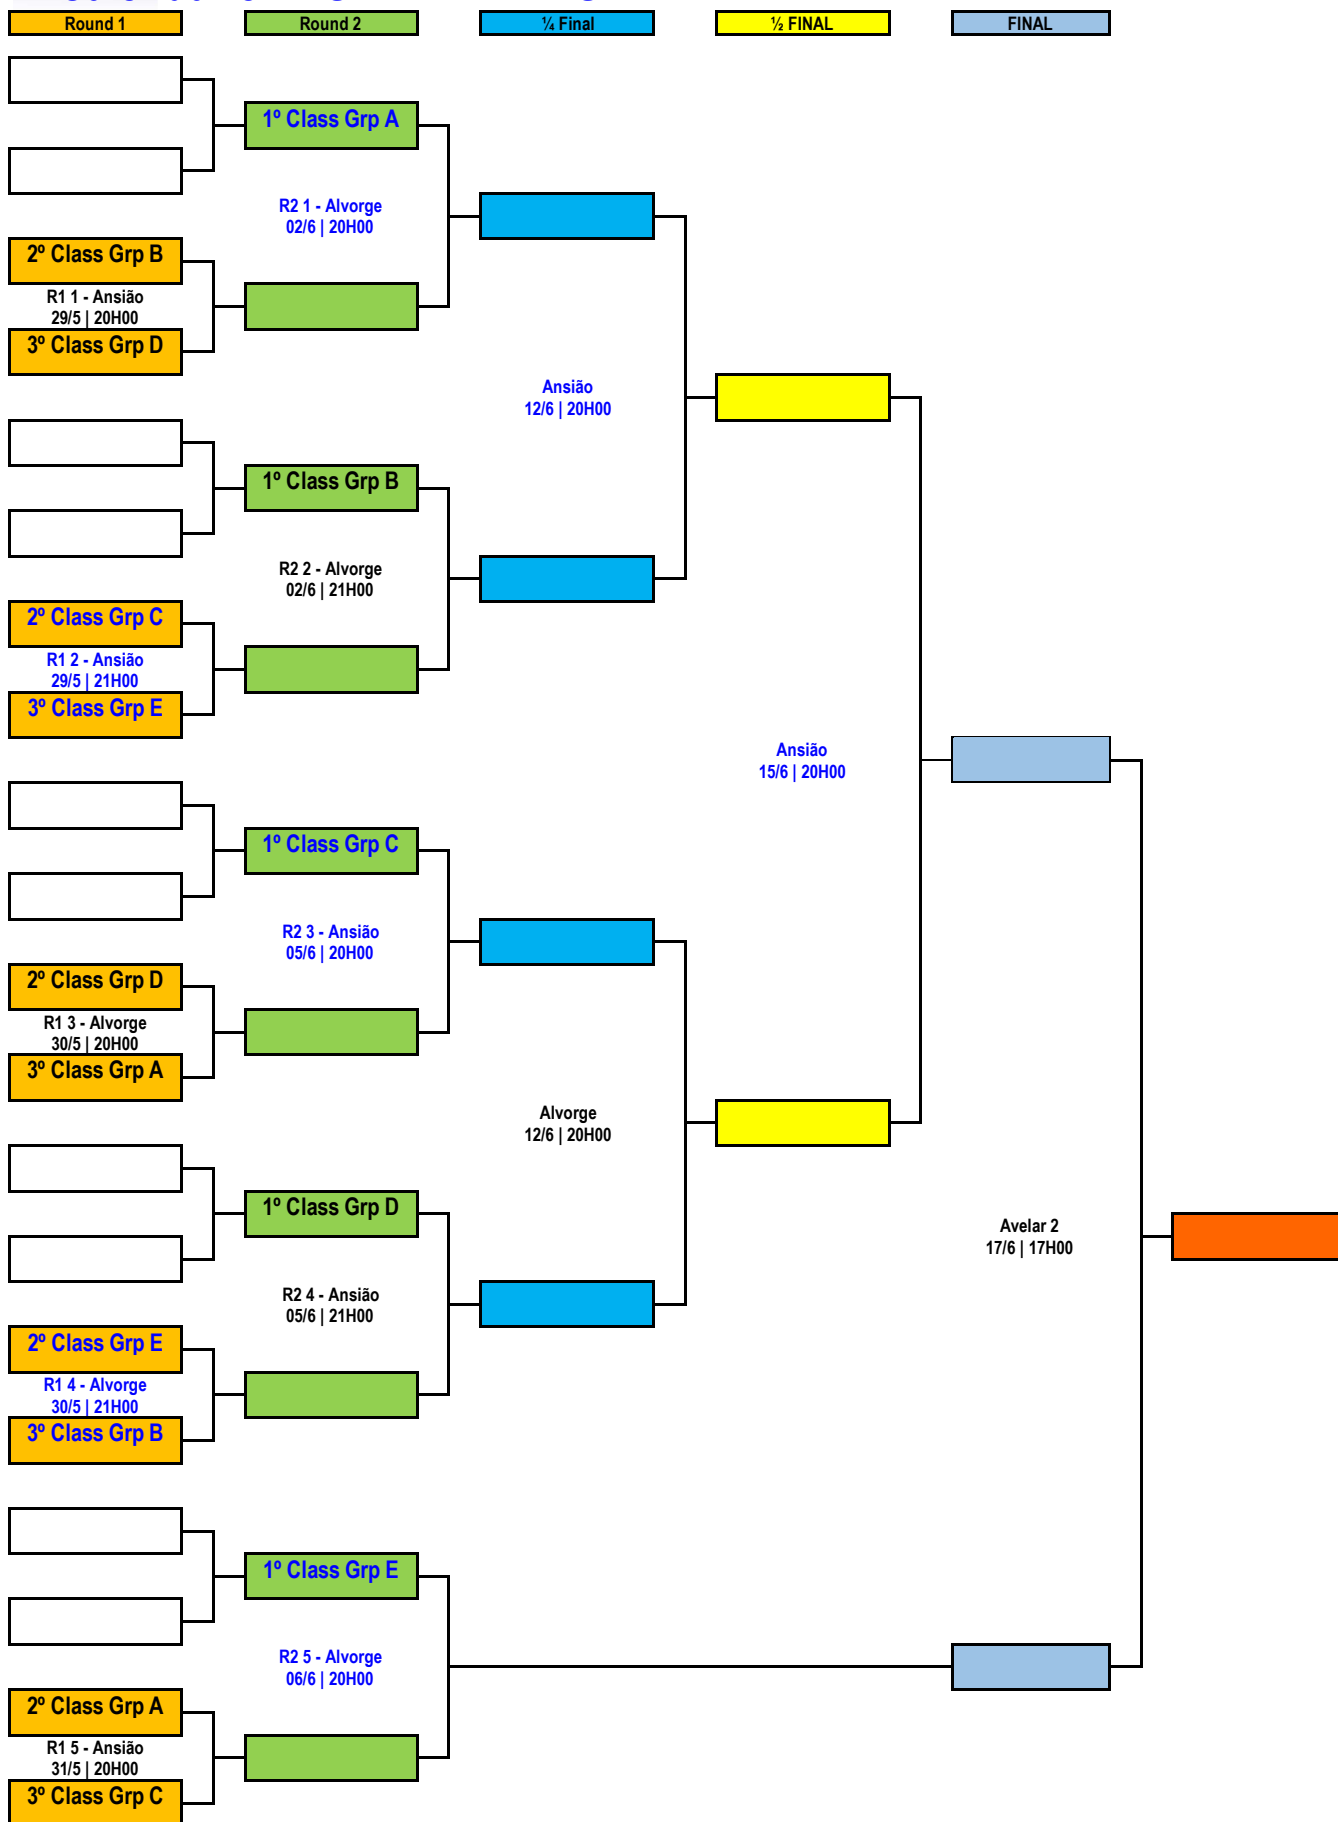 Round 1
Round 2
¼ Final
½ FINAL
FINAL
1º Class Grp A
R2 1 - Alvorge
02/6 | 20H00
2º Class Grp B
R1 1 - Ansião
29/5 | 20H00
3º Class Grp D
Ansião
12/6 | 20H00
1º Class Grp B
R2 2 - Alvorge
02/6 | 21H00
2º Class Grp C
R1 2 - Ansião
29/5 | 21H00
3º Class Grp E
Ansião
15/6 | 20H00
1º Class Grp C
R2 3 - Ansião
05/6 | 20H00
2º Class Grp D
R1 3 - Alvorge
30/5 | 20H00
3º Class Grp A
Alvorge
12/6 | 20H00
1º Class Grp D
R2 4 - Ansião
05/6 | 21H00
Avelar 2
17/6 | 17H00
2º Class Grp E
R1 4 - Alvorge
30/5 | 21H00
3º Class Grp B
1º Class Grp E
R2 5 - Alvorge
06/6 | 20H00
2º Class Grp A
R1 5 - Ansião
31/5 | 20H00
3º Class Grp C